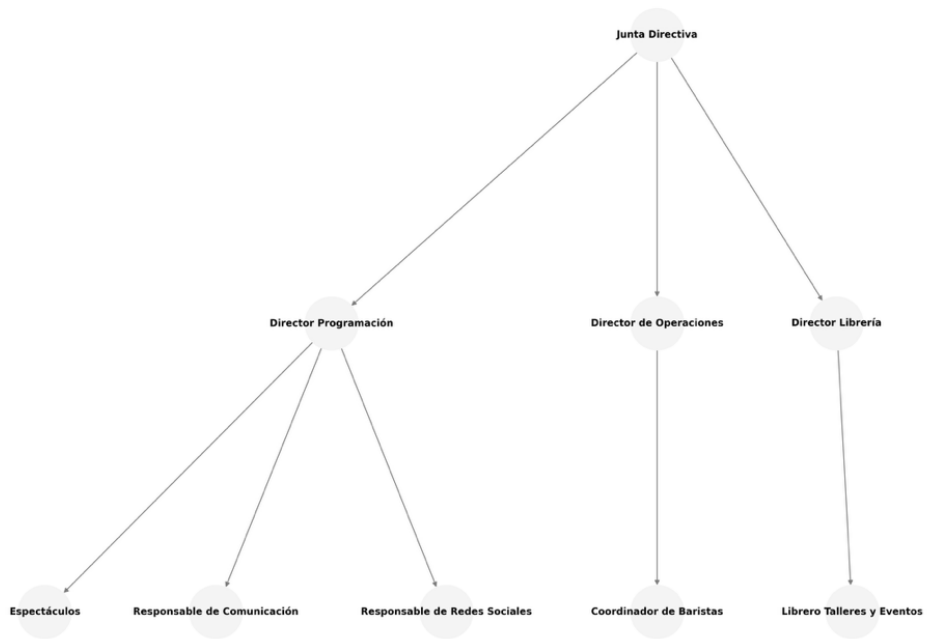 Junta Directiva
Director Programación
Director de Operaciones
Director Librería
Espectáculos
Responsable de Comunicación
Responsable de Redes Sociales
Coordinador de Baristas
Librero Talleres y Eventos